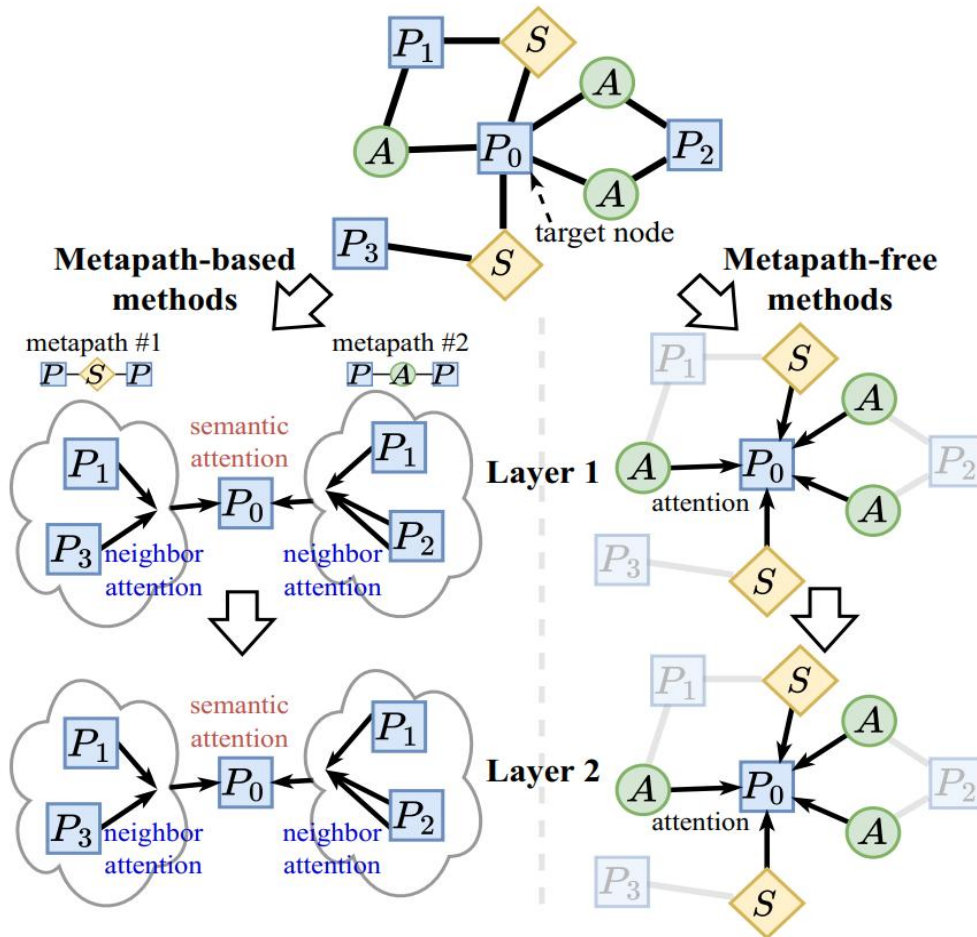 P1 S
A
A P0 P2
A
target node
P3 S
Metapath-based
methods
Metapath-free
methods
metapath #1
P S P
metapath #2
P A P
semantic
attention
P1
P0
P3
neighbor
attention
P1
P2
neighbor
attention
Layer 1
P1 S
A
A P0 P2
attention
A
P3 S
semantic
attention
P1
P0
P3
neighbor
attention
P1
P2
neighbor
attention
Layer 2
P1 S
A
A P0 P2
attention
A
P3 S